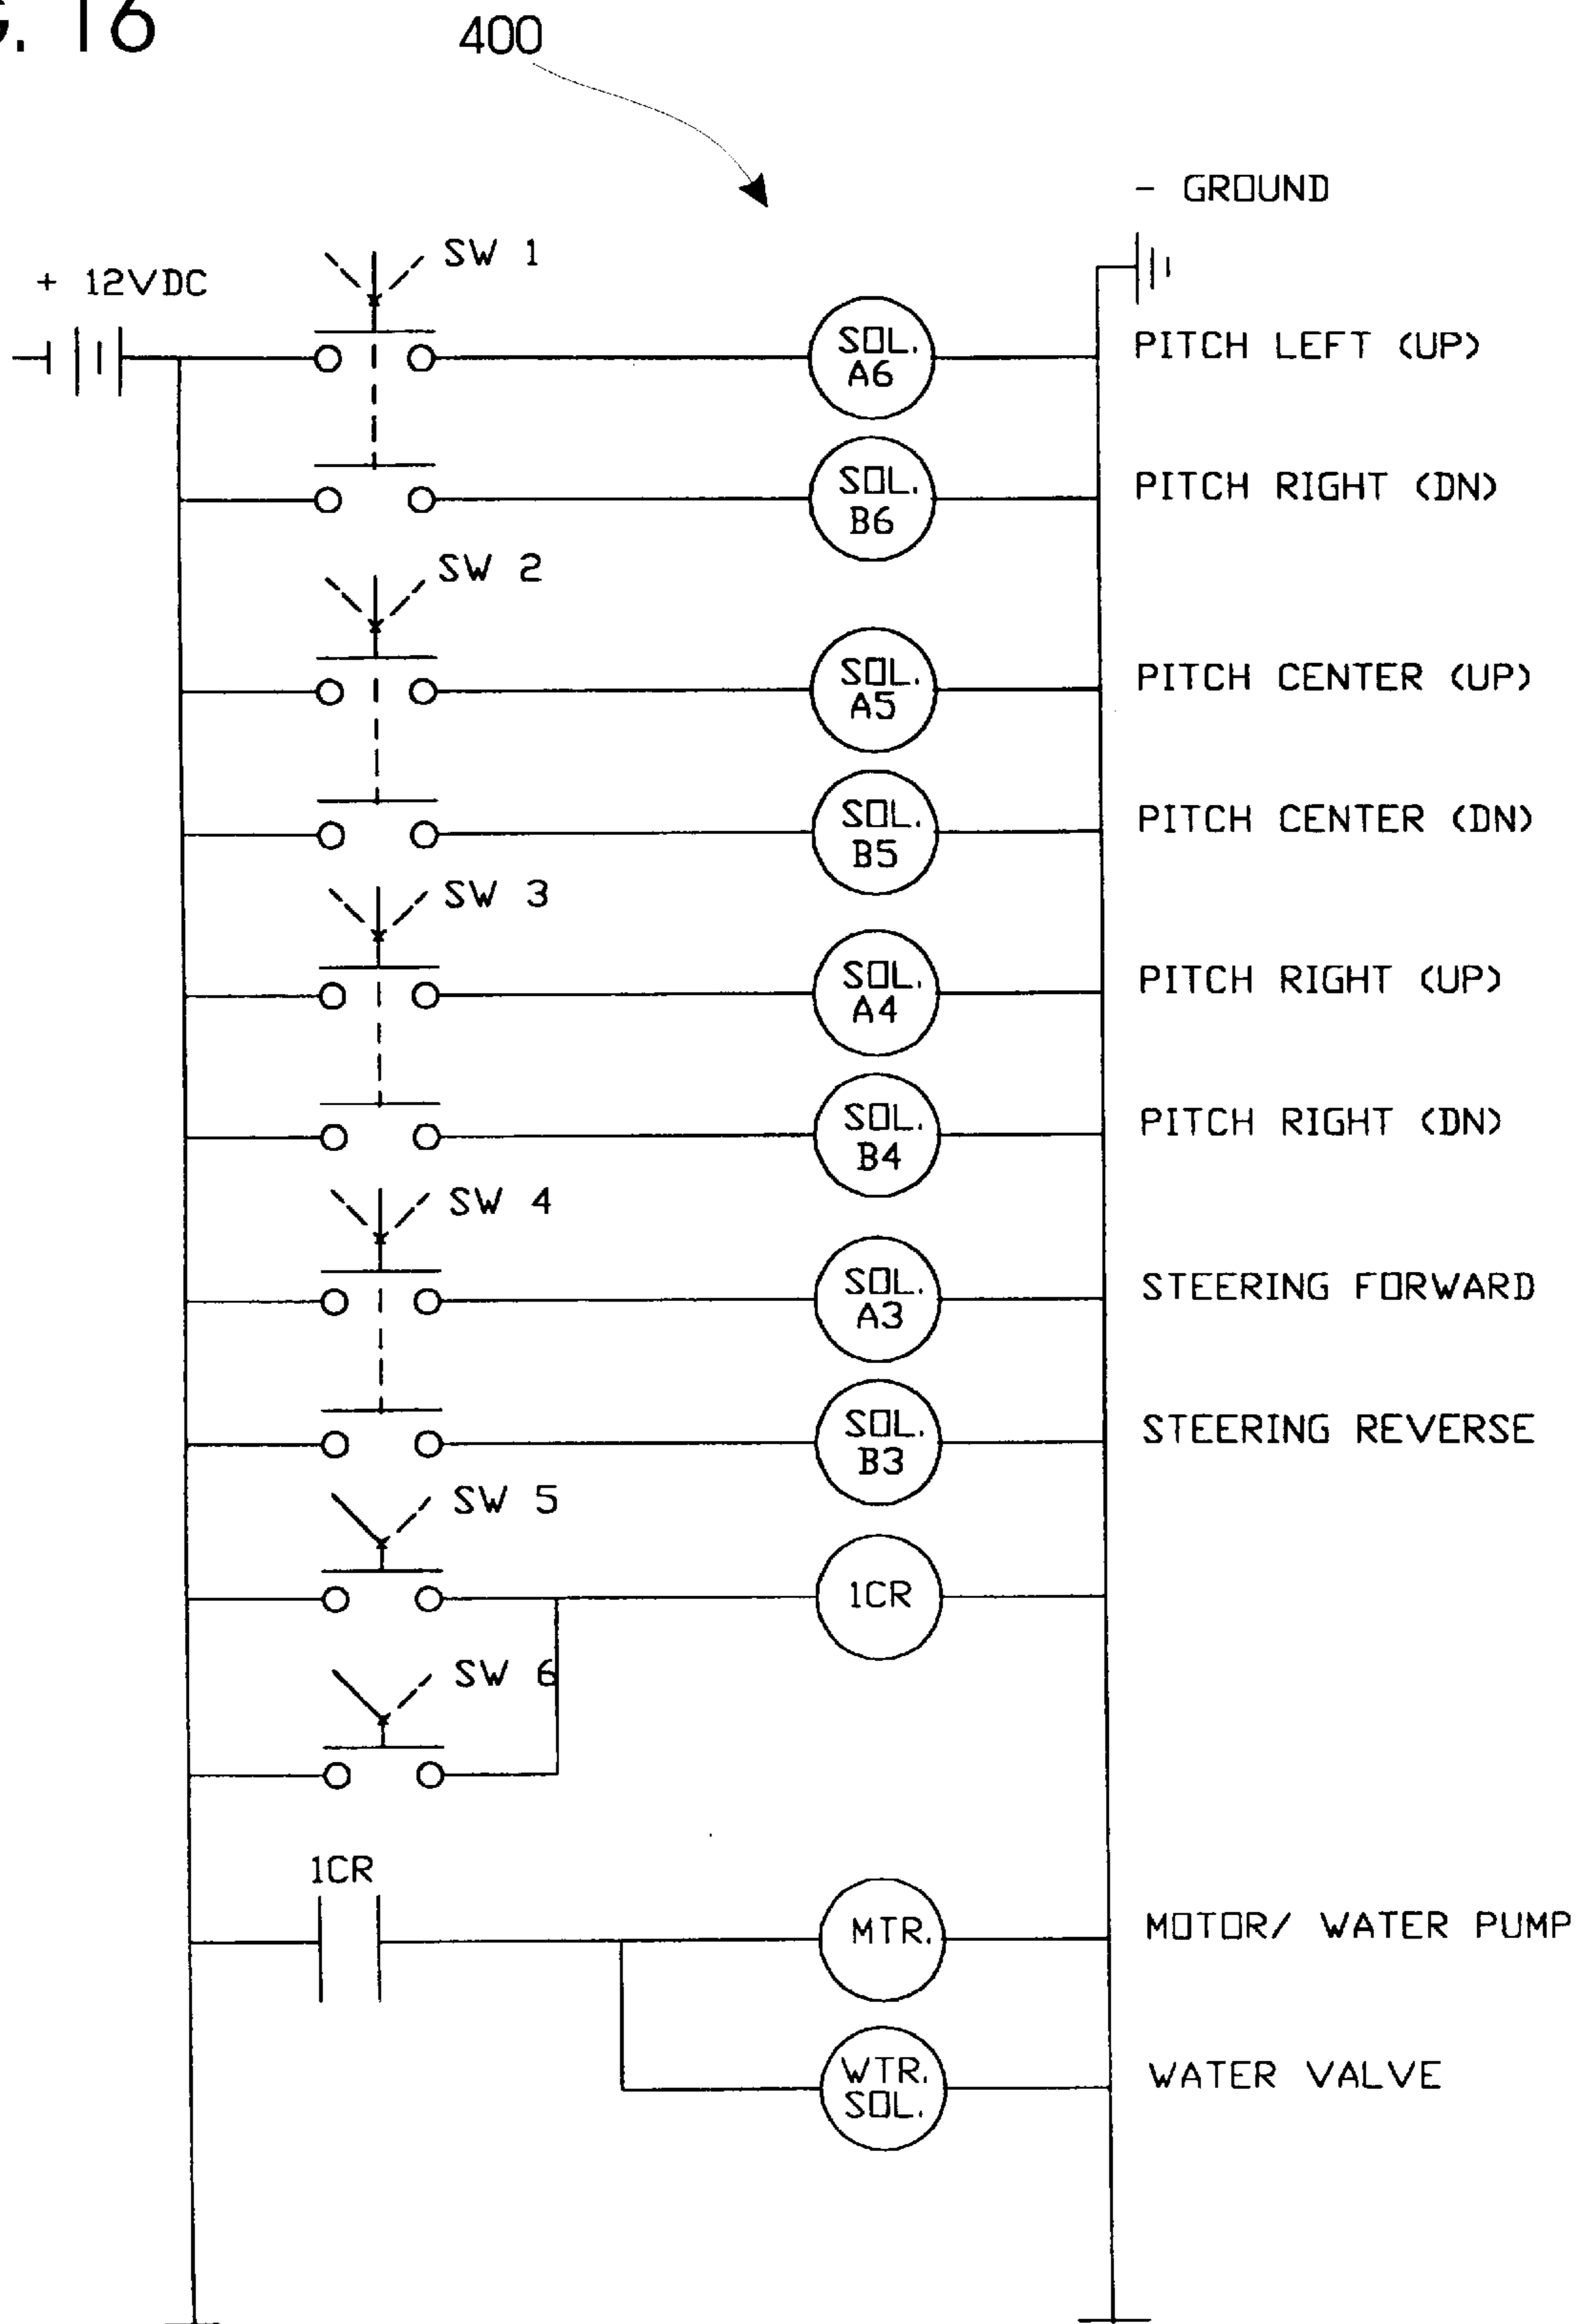 G. 16
400
- GROUND
+ 12VDC
SW 1
SOL. A6
PITCH LEFT (UP)
SOL. B6
PITCH RIGHT (DN)
SW 2
SOL. A5
PITCH CENTER (UP)
SOL. B5
PITCH CENTER (DN)
SW 3
SOL. A4
PITCH RIGHT (UP)
SOL. B4
PITCH RIGHT (DN)
SW 4
SOL. A3
STEERING FORWARD
SOL. B3
STEERING REVERSE
SW 5
1CR
SW 6
1CR
MTR.
MOTOR/ WATER PUMP
WTR. SOL.
WATER VALVE